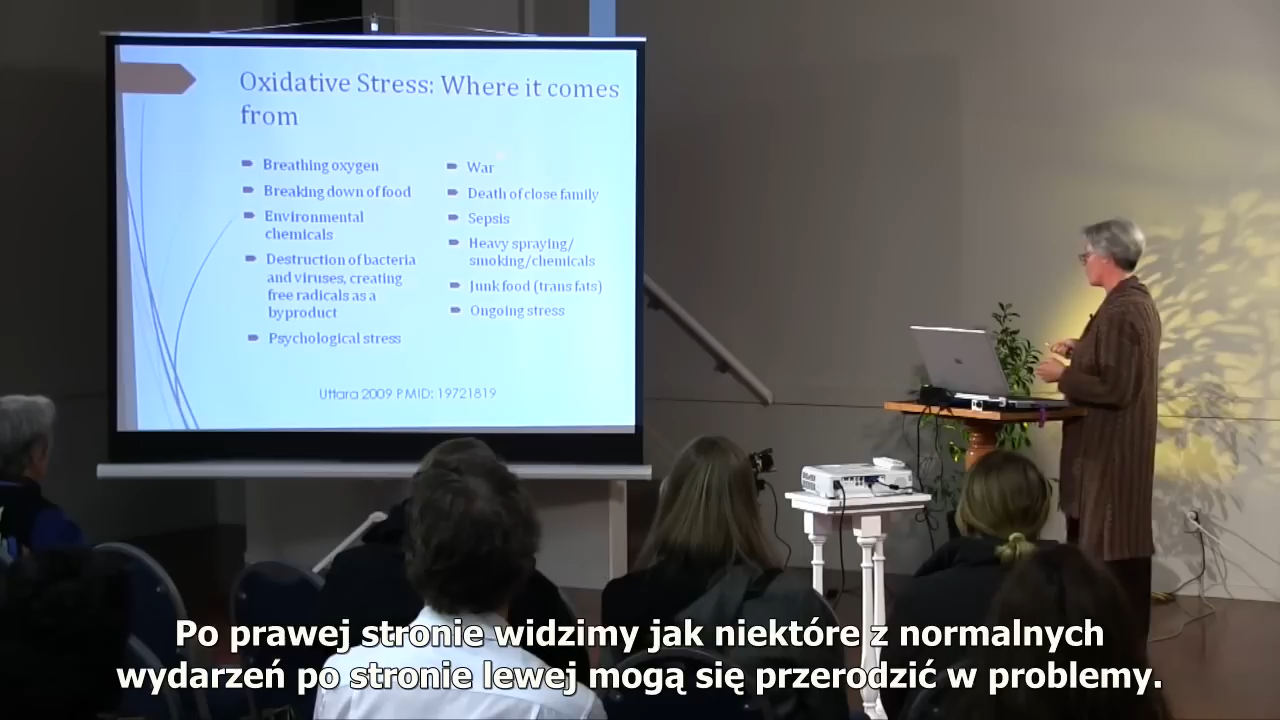 Oxidative Stress: Where it comes
from
Breathing oxygen
Breaking down of food
Environmental
chemicals
Destruction of bacteria
and viruses, creating
free radicals as a
byproduct
Psychological stress
War
Death of close family
Sepsis
Heavy spraying/
smoking/chemicals
Junk food (trans fats)
Ongoing stress
Uttara 2009 PMID: 19721819
Po prawej stronie widzimy jak niektóre z normalnych
wydarzeń po stronie lewej mogą się przerodzić w problemy.